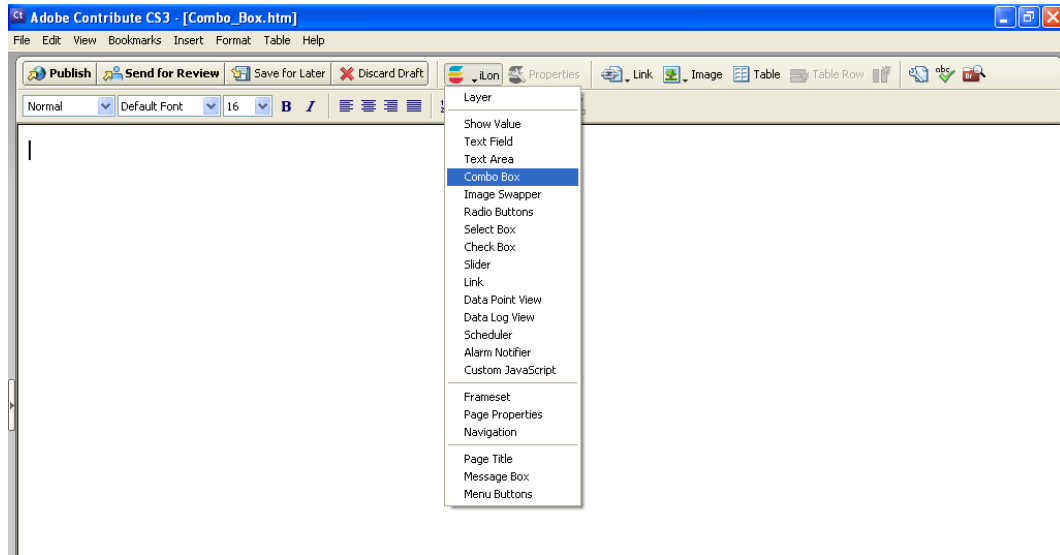 Ct Adobe Contribute CS3 - [Combo_Box.htm]
File Edit View Bookmarks Insert Format Table Help
Publish Send for Review Save for Later Discard Draft iLon Properties Link Image Table Table Row abc
Normal Default Font 16 B I
Layer
Show Value
Text Field
Text Area
Combo Box
Image Swapper
Radio Buttons
Select Box
Check Box
Slider
Link
Data Point View
Data Log View
Scheduler
Alarm Notifier
Custom JavaScript
Frameset
Page Properties
Navigation
Page Title
Message Box
Menu Buttons